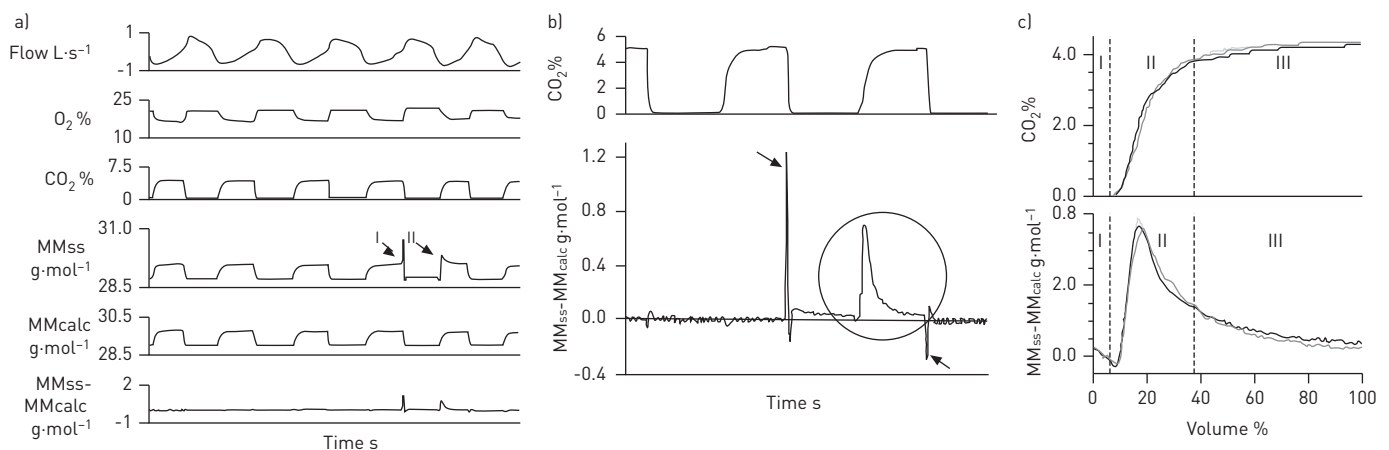 a)
Flow L·s⁻¹
1
-1
O₂ %
25
10
CO₂ %
7.5
0
MMss
g·mol⁻¹
31.0
28.5
I II
MMcalc
g·mol⁻¹
30.5
28.5
MMss-
MMcalc
g·mol⁻¹
2
-1
Time s
b)
CO₂%
6
4
2
0
MMss-MMcalc g·mol⁻¹
1.2
0.8
0.4
0.0
-0.4
Time s
c)
CO₂%
4.0
2.0
0.0
I II III
MMss-MMcalc g·mol⁻¹
0.8
0.4
2.0
0.0
I II III
0 20 40 60 80 100
Volume %